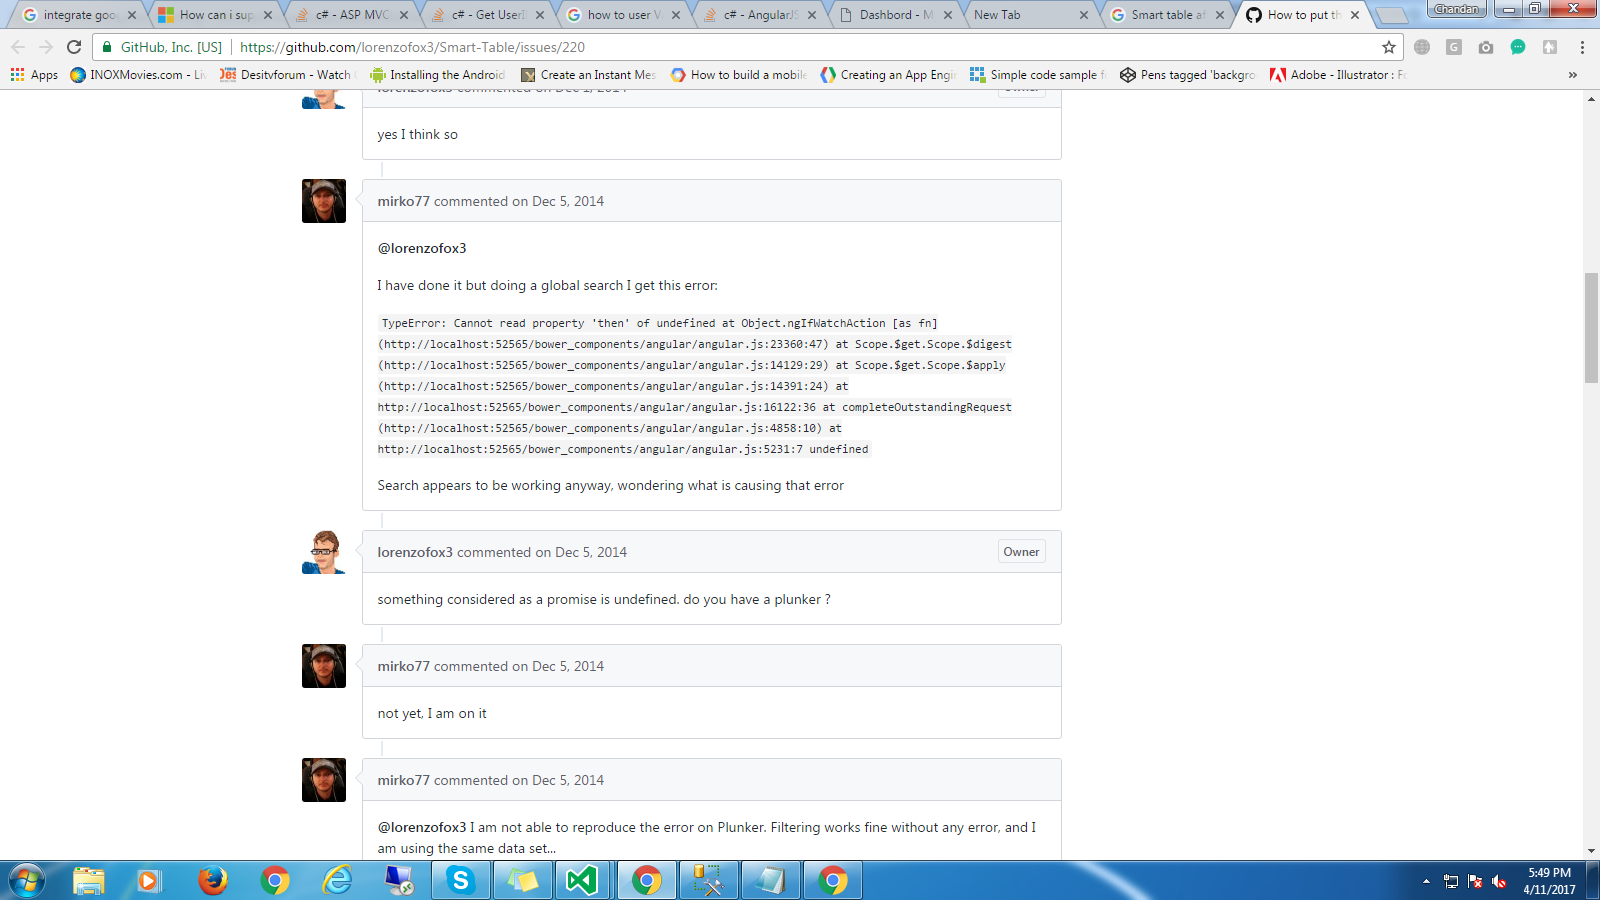 integrate goo
How can i sup
c# - ASP MVC
c# - Get UserI
how to user V
c# - AngularJS
Dashbord - M
New Tab
Smart table af
How to put th
Chandan
GitHub, Inc. [US]
https://github.com/lorenzofox3/Smart-Table/issues/220
Apps
INOXMovies.com - Li
Desitvforum - Watch
Installing the Android
Create an Instant Mes
How to build a mobile
Creating an App Engi
Simple code sample f
Pens tagged 'backgro
Adobe - Illustrator : Fo
lorenzofox3 commented on Dec 1, 2014
Owner
yes I think so
mirko77 commented on Dec 5, 2014
@lorenzofox3
I have done it but doing a global search I get this error:
TypeError: Cannot read property 'then' of undefined at Object.ngIfWatchAction [as fn]
(http://localhost:52565/bower_components/angular/angular.js:23360:47) at Scope.$get.Scope.$digest
(http://localhost:52565/bower_components/angular/angular.js:14129:29) at Scope.$get.Scope.$apply
(http://localhost:52565/bower_components/angular/angular.js:14391:24) at
http://localhost:52565/bower_components/angular/angular.js:16122:36 at completeOutstandingRequest
(http://localhost:52565/bower_components/angular/angular.js:4858:10) at
http://localhost:52565/bower_components/angular/angular.js:5231:7 undefined
Search appears to be working anyway, wondering what is causing that error
lorenzofox3 commented on Dec 5, 2014
Owner
something considered as a promise is undefined. do you have a plunker ?
mirko77 commented on Dec 5, 2014
not yet, I am on it
mirko77 commented on Dec 5, 2014
@lorenzofox3 I am not able to reproduce the error on Plunker. Filtering works fine without any error, and I
am using the same data set...
5:49 PM
4/11/2017